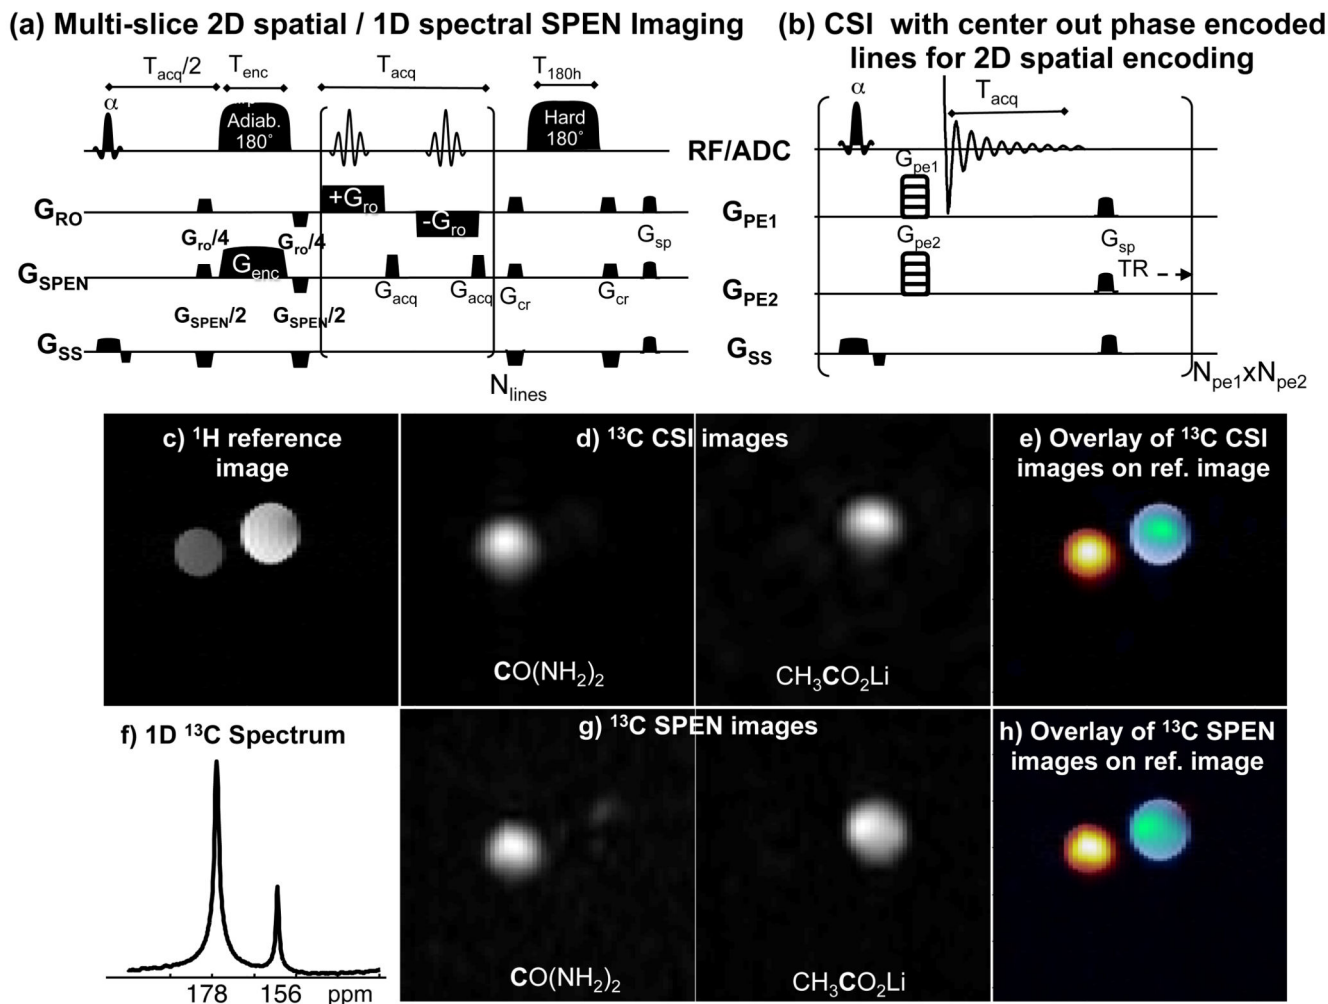 (a) Multi-slice 2D spatial / 1D spectral SPEN Imaging
T_acq/2 T_enc T_acq T_180h
α
Adiab. 180°
Hard 180°
G_RO
+G_ro
-G_ro
G_ro/4 G_ro/4
G_sp
G_SPEN
G_enc
G_acq G_acq G_cr G_cr
G_SPEN/2 G_SPEN/2
G_SS
N_lines
(b) CSI with center out phase encoded
lines for 2D spatial encoding
α
T_acq
RF/ADC
G_pe1
G_PE1
G_pe2
G_sp
TR
G_PE2
G_SS
N_pe1xN_pe2
c) ¹H reference
image
d) ¹³C CSI images
CO(NH₂)₂
CH₃CO₂Li
e) Overlay of ¹³C CSI
images on ref. image
f) 1D ¹³C Spectrum
178 156 ppm
g) ¹³C SPEN images
CO(NH₂)₂
CH₃CO₂Li
h) Overlay of ¹³C SPEN
images on ref. image